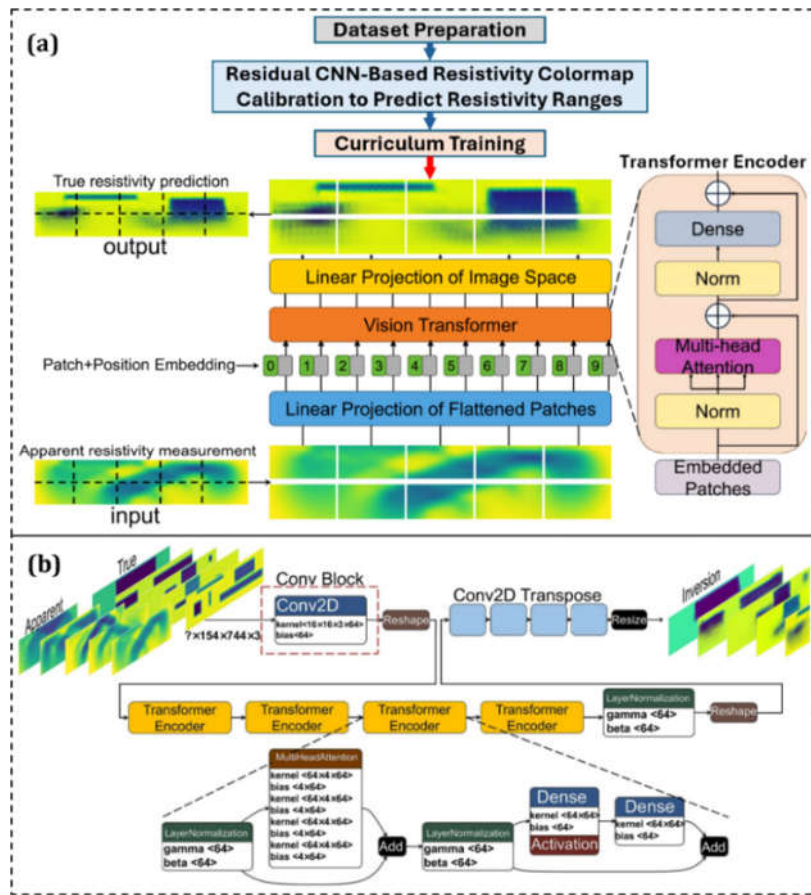 (a)
Dataset Preparation
Residual CNN-Based Resistivity Colormap
Calibration to Predict Resistivity Ranges
Curriculum Training
True resistivity prediction
output
Linear Projection of Image Space
Vision Transformer
Patch+Position Embedding
0 1 2 3 4 5 6 7 8 9
Linear Projection of Flattened Patches
Apparent resistivity measurement
input
Transformer Encoder
Dense
Norm
Multi-head
Attention
Norm
Embedded
Patches
(b)
True
Apparent
?×154×744×3
Conv Block
Conv2D
kernel<16×16×3×64>
bias<64>
Reshape
Conv2D Transpose
Resize
Inversion
Transformer
Encoder
Transformer
Encoder
Transformer
Encoder
Transformer
Encoder
LayerNormalization
gamma <64>
beta <64>
Reshape
LayerNormalization
gamma <64>
beta <64>
MultiHeadAttention
kernel <64×4×64>
bias <4×64>
kernel <64×4×64>
bias <4×64>
kernel <64×4×64>
bias <4×64>
kernel <64×4×64>
bias <4×64>
Add
LayerNormalization
gamma <64>
beta <64>
Dense
kernel <64×64>
bias <64>
Activation
Dense
kernel <64×64>
bias <64>
Add